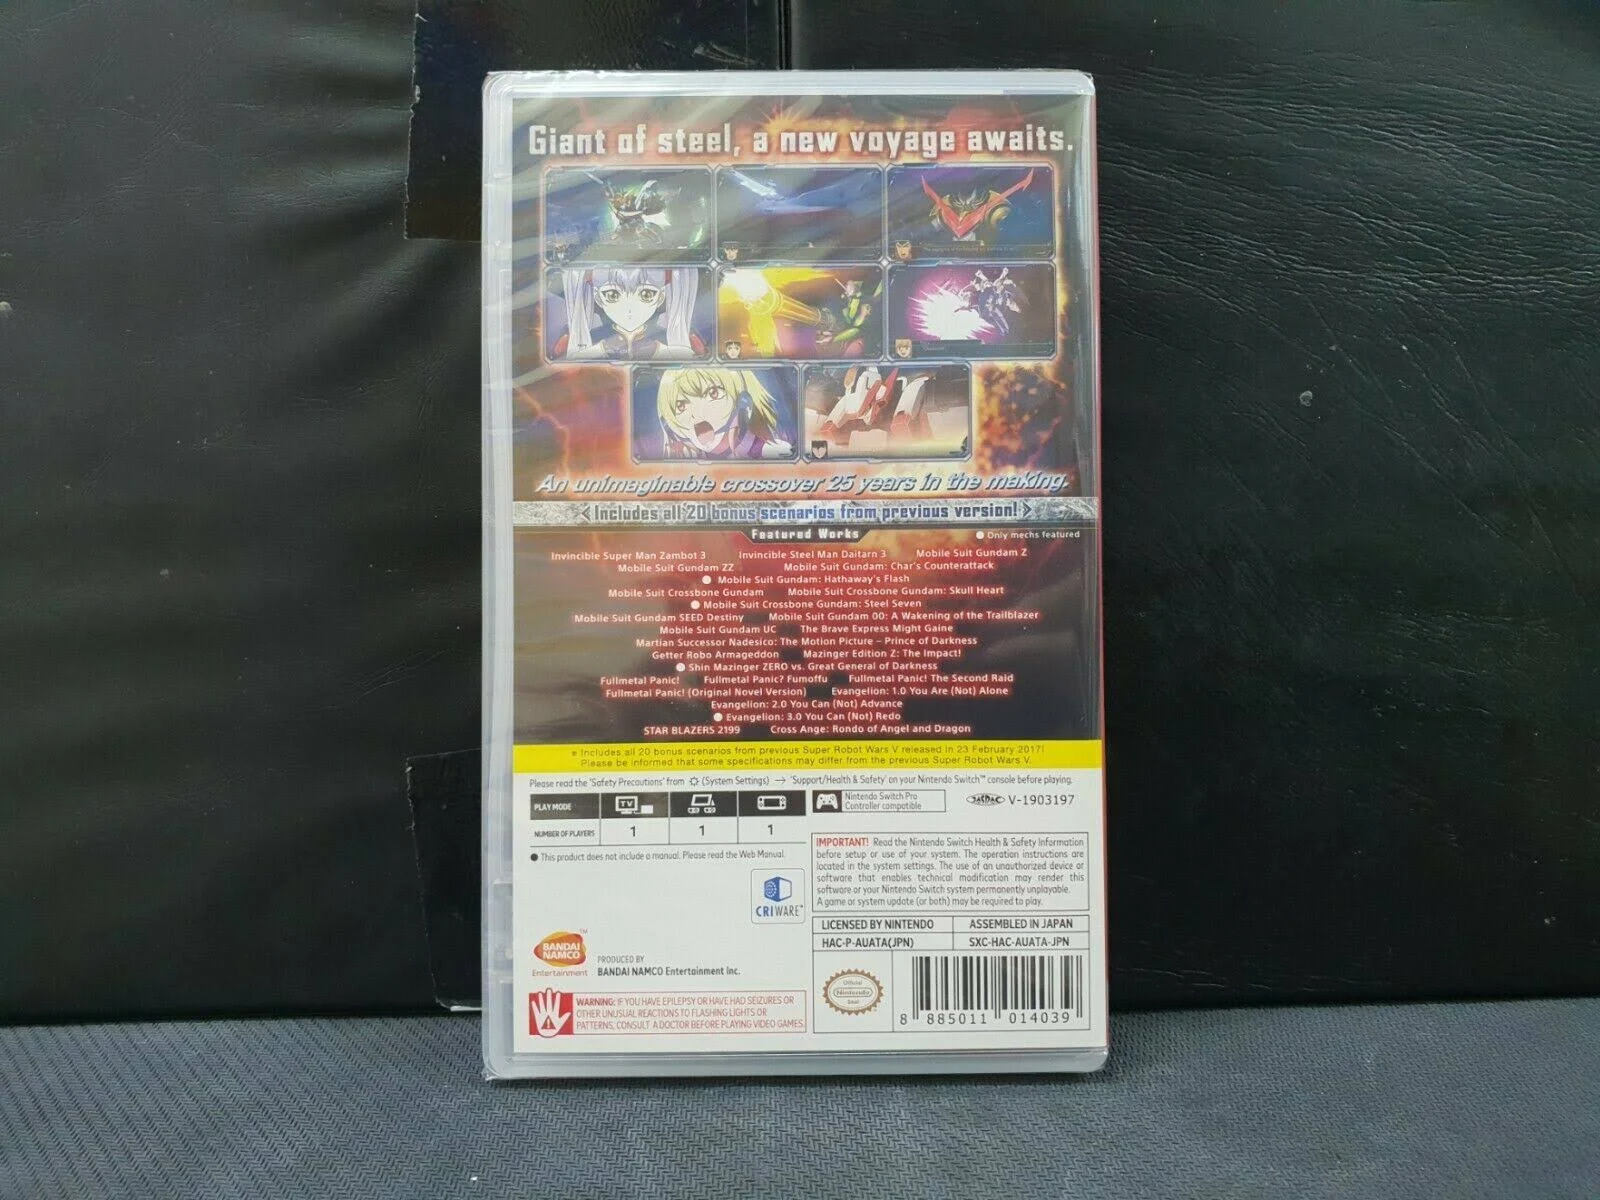 Giant of steel, a new voyage awaits.
An unimaginable crossover 25 years in the making.
<Includes all 20 bonus scenarios from previous version!>
Featured Works
● Only mechs featured
Invincible Super Man Zambot 3 Invincible Steel Man Daitarn 3 Mobile Suit Gundam Z
Mobile Suit Gundam ZZ Mobile Suit Gundam: Char's Counterattack
● Mobile Suit Gundam: Hathaway's Flash
Mobile Suit Crossbone Gundam Mobile Suit Crossbone Gundam: Skull Heart
● Mobile Suit Crossbone Gundam: Steel Seven
Mobile Suit Gundam SEED Destiny Mobile Suit Gundam 00: A Wakening of the Trailblazer
Mobile Suit Gundam UC The Brave Express Might Gaine
Martian Successor Nadesico: The Motion Picture – Prince of Darkness
Getter Robo Armageddon Mazinger Edition Z: The Impact!
● Shin Mazinger ZERO vs. Great General of Darkness
Fullmetal Panic! Fullmetal Panic? Fumoffu Fullmetal Panic! The Second Raid
Fullmetal Panic! (Original Novel Version) Evangelion: 1.0 You Are (Not) Alone
Evangelion: 2.0 You Can (Not) Advance
● Evangelion: 3.0 You Can (Not) Redo
STAR BLAZERS 2199 Cross Ange: Rondo of Angel and Dragon
※ Includes all 20 bonus scenarios from previous Super Robot Wars V released in 23 February 2017!
Please be informed that some specifications may differ from the previous Super Robot Wars V.
Please read the 'Safety Precautions' from (System Settings) → 'Support/Health & Safety' on your Nintendo Switch™ console before playing.
PLAY MODE TV
NUMBER OF PLAYERS 1 1 1
Nintendo Switch Pro
Controller compatible
JASRAC V-1903197
● This product does not include a manual. Please read the Web Manual.
IMPORTANT! Read the Nintendo Switch Health & Safety Information
before setup or use of your system. The operation instructions are
located in the system settings. The use of an unauthorized device or
software that enables technical modification may render this
software or your Nintendo Switch system permanently unplayable.
A game or system update (or both) may be required to play.
CRIWARE™
LICENSED BY NINTENDO ASSEMBLED IN JAPAN
HAC-P-AUATA(JPN) SXC-HAC-AUATA-JPN
BANDAI
NAMCO
™
Entertainment
PRODUCED BY
BANDAI NAMCO Entertainment Inc.
WARNING: IF YOU HAVE EPILEPSY OR HAVE HAD SEIZURES OR
OTHER UNUSUAL REACTIONS TO FLASHING LIGHTS OR
PATTERNS, CONSULT A DOCTOR BEFORE PLAYING VIDEO GAMES.
Official
Nintendo
Seal
8 885011 014039